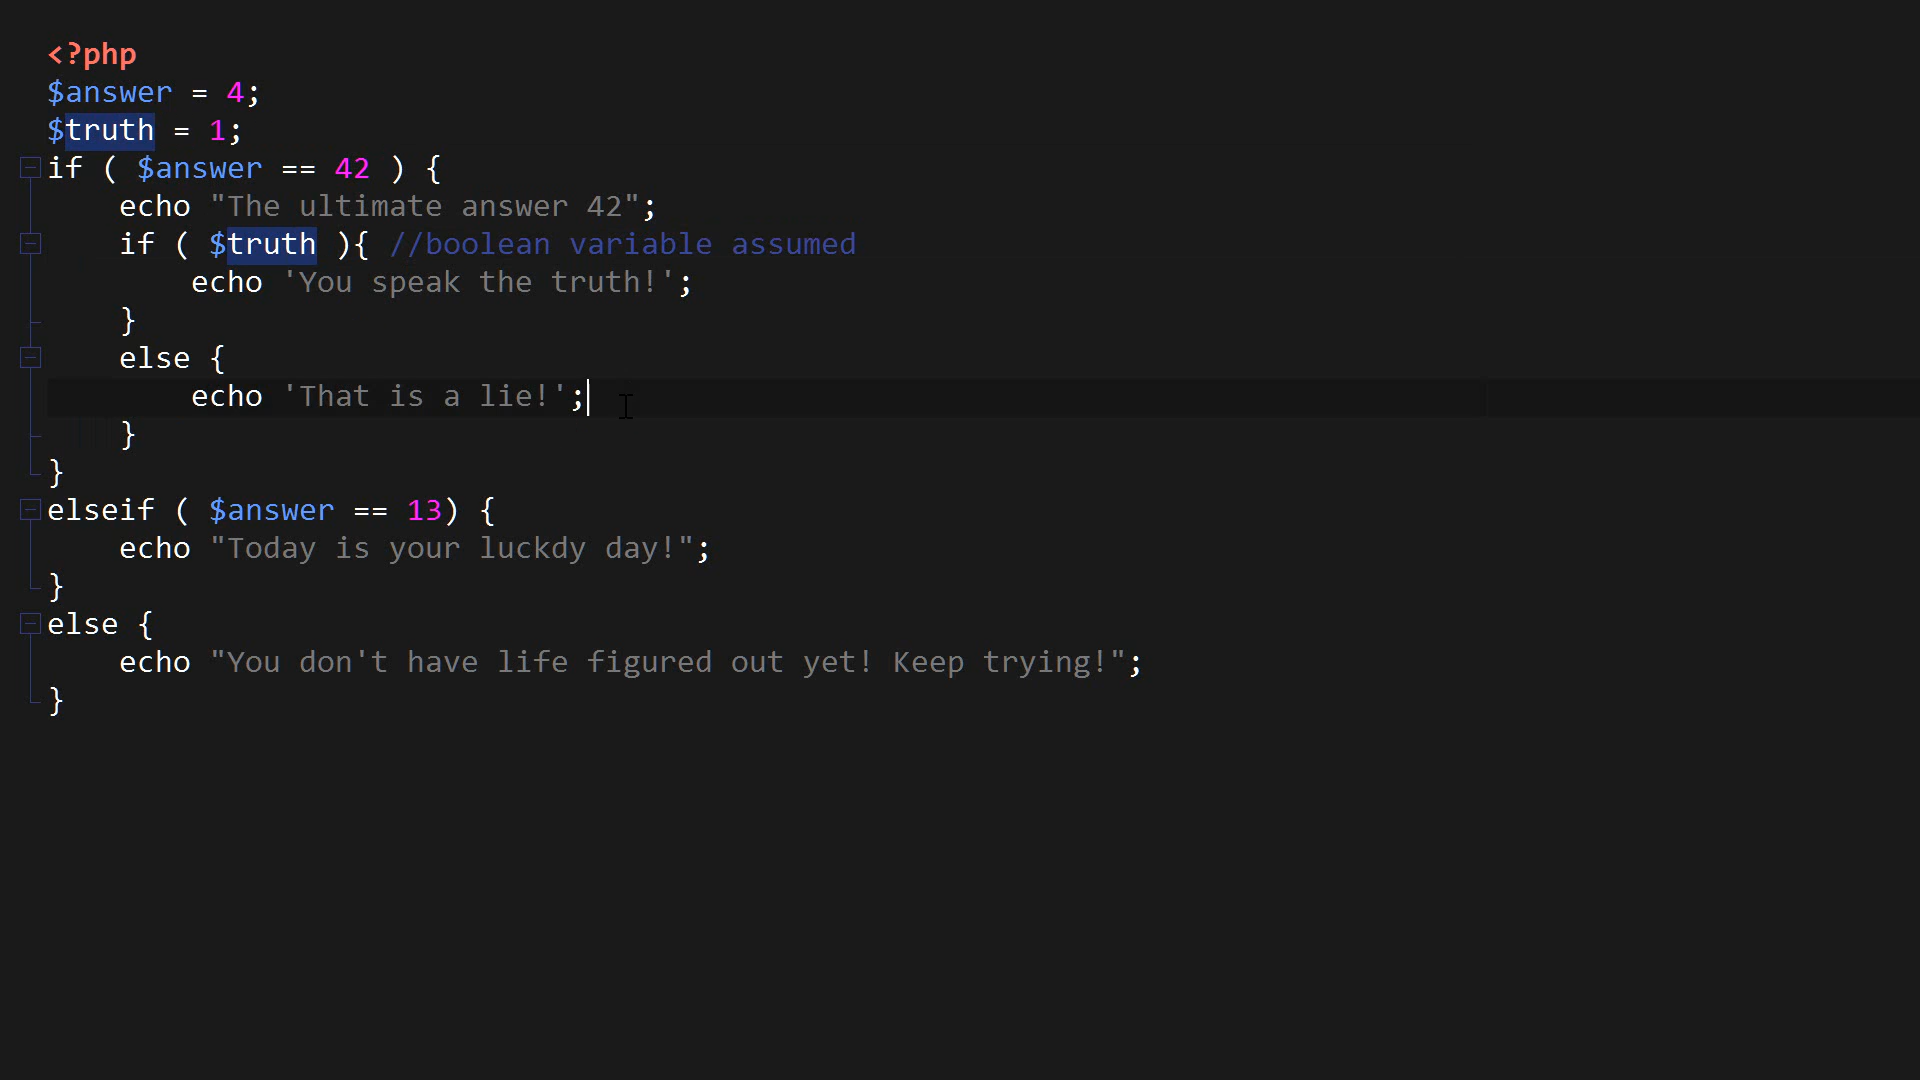 <?php
$answer = 4;
$truth = 1;
if ( $answer == 42 ) {
    echo "The ultimate answer 42";
    if ( $truth ){ //boolean variable assumed
        echo 'You speak the truth!';
    }
    else {
        echo 'That is a lie!';
    }
}
elseif ( $answer == 13) {
    echo "Today is your luckdy day!";
}
else {
    echo "You don't have life figured out yet! Keep trying!";
}